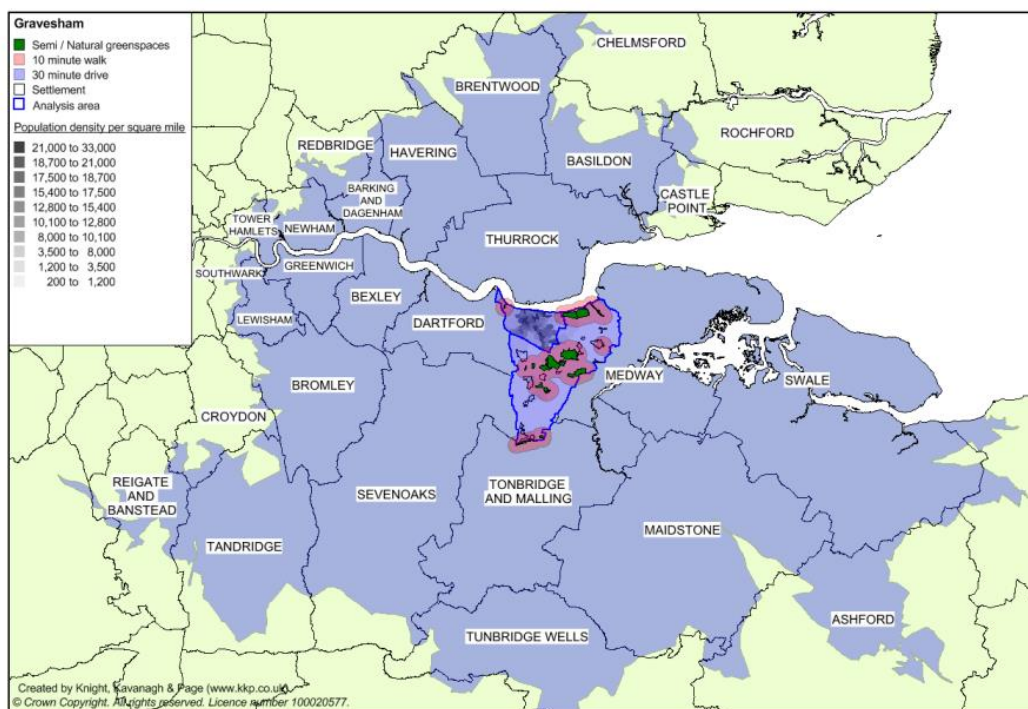 Gravesham
Semi / Natural greenspaces
10 minute walk
30 minute drive
Settlement
Analysis area
Population density per square mile
21,000 to 33,000
18,700 to 21,000
17,500 to 18,700
15,400 to 17,500
12,800 to 15,400
10,100 to 12,800
8,000 to 10,100
3,500 to 8,000
1,200 to 3,500
200 to 1,200
CHELMSFORD
BRENTWOOD
ROCHFORD
REDBRIDGE
HAVERING
BASILDON
BARKING
AND
DAGENHAM
CASTLE
POINT
TOWER
HAMLETS
NEWHAM
THURROCK
SOUTHWARK
GREENWICH
BEXLEY
LEWISHAM
DARTFORD
MEDWAY
SWALE
BROMLEY
CROYDON
REIGATE
AND
BANSTEAD
SEVENOAKS
TONBRIDGE
AND MALLING
MAIDSTONE
TANDRIDGE
ASHFORD
TUNBRIDGE WELLS
Created by Knight, Kavanagh & Page (www.kkp.co.uk).
© Crown Copyright. All rights reserved. Licence number 100020577.